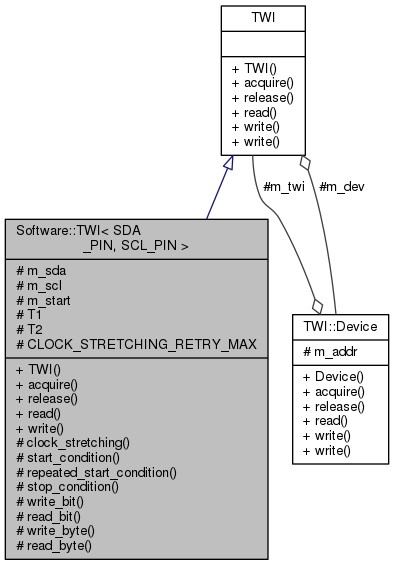 TWI
+ TWI()
+ acquire()
+ release()
+ read()
+ write()
+ write()
#m_twi
#m_dev
Software::TWI< SDA
_PIN, SCL_PIN >
# m_sda
# m_scl
# m_start
# T1
# T2
# CLOCK_STRETCHING_RETRY_MAX
+ TWI()
+ acquire()
+ release()
+ read()
+ write()
# clock_stretching()
# start_condition()
# repeated_start_condition()
# stop_condition()
# write_bit()
# read_bit()
# write_byte()
# read_byte()
TWI::Device
# m_addr
+ Device()
+ acquire()
+ release()
+ read()
+ write()
+ write()